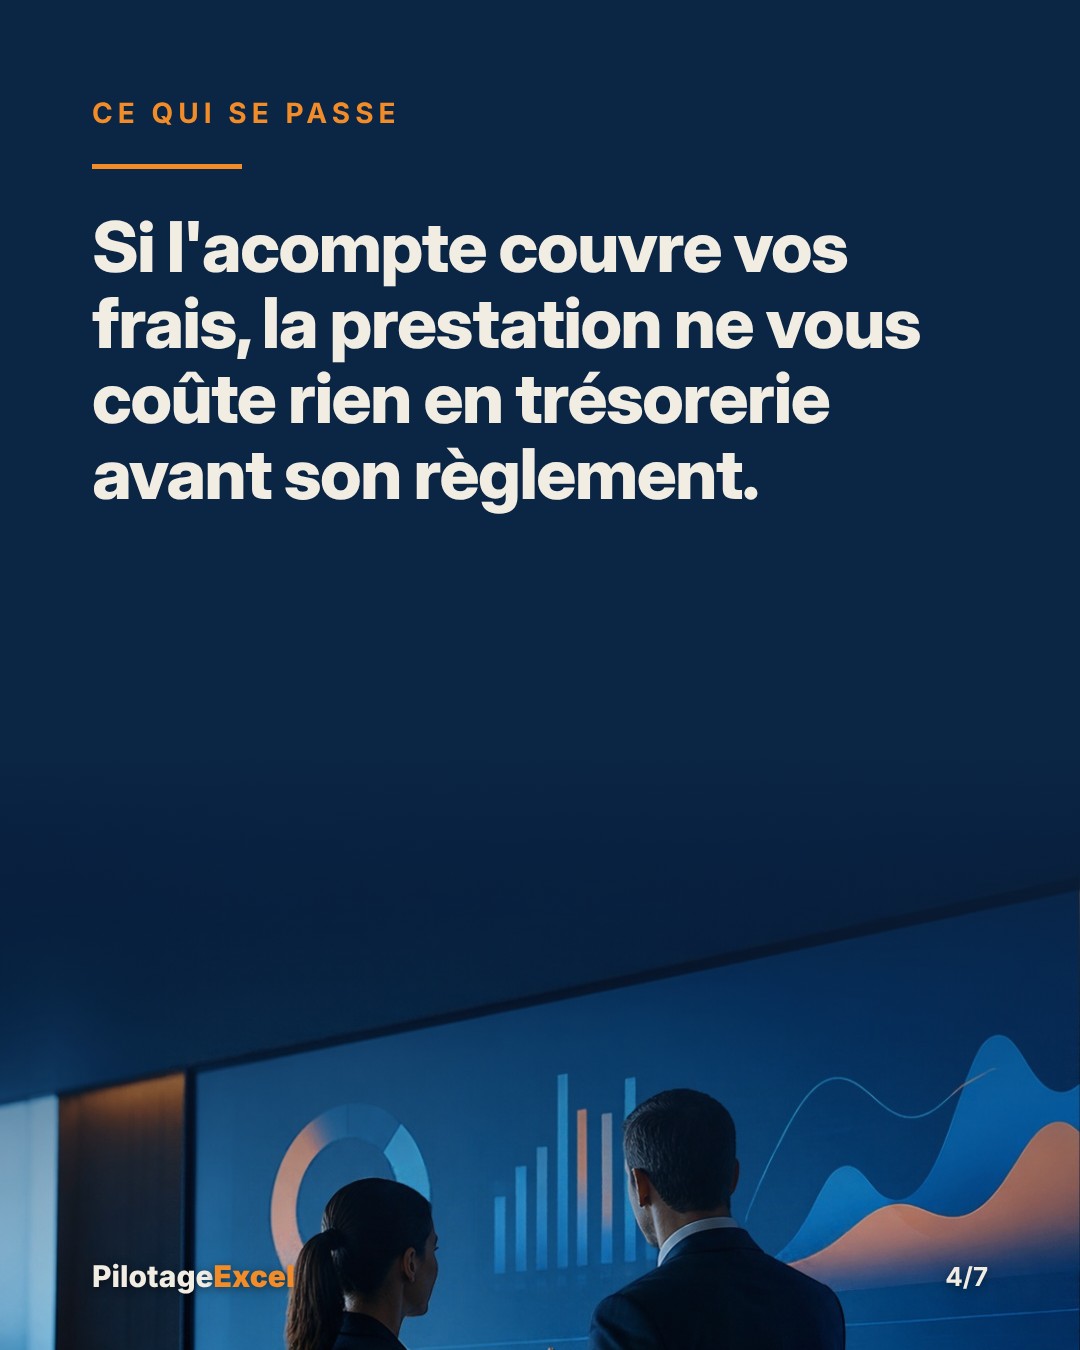 CE QUI SE PASSE
Si l'acompte couvre vos
frais, la prestation ne vous
coûte rien en trésorerie
avant son règlement.
PilotageExcel
4/7